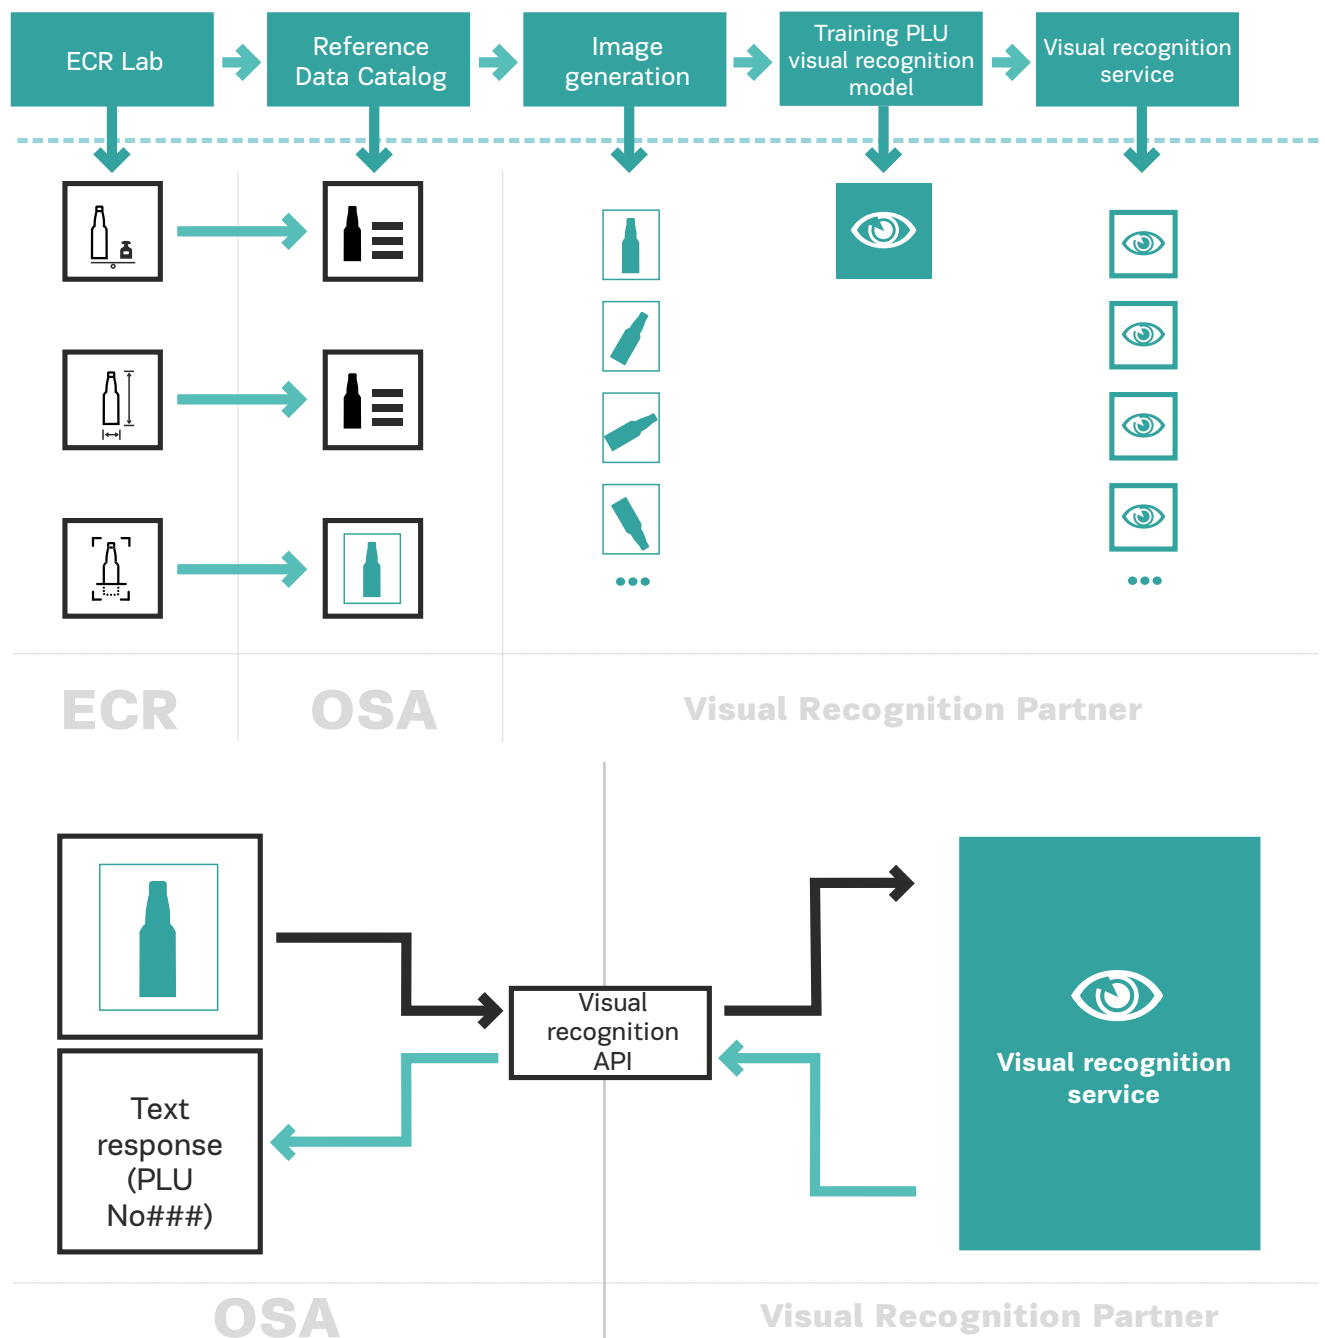 ECR Lab
Reference
Data Catalog
Image
generation
Training PLU
visual recognition
model
Visual recognition
service
ECR
OSA
Visual Recognition Partner
Visual
recognition
API
Visual recognition
service
Text
response
(PLU
No###)
OSA
Visual Recognition Partner